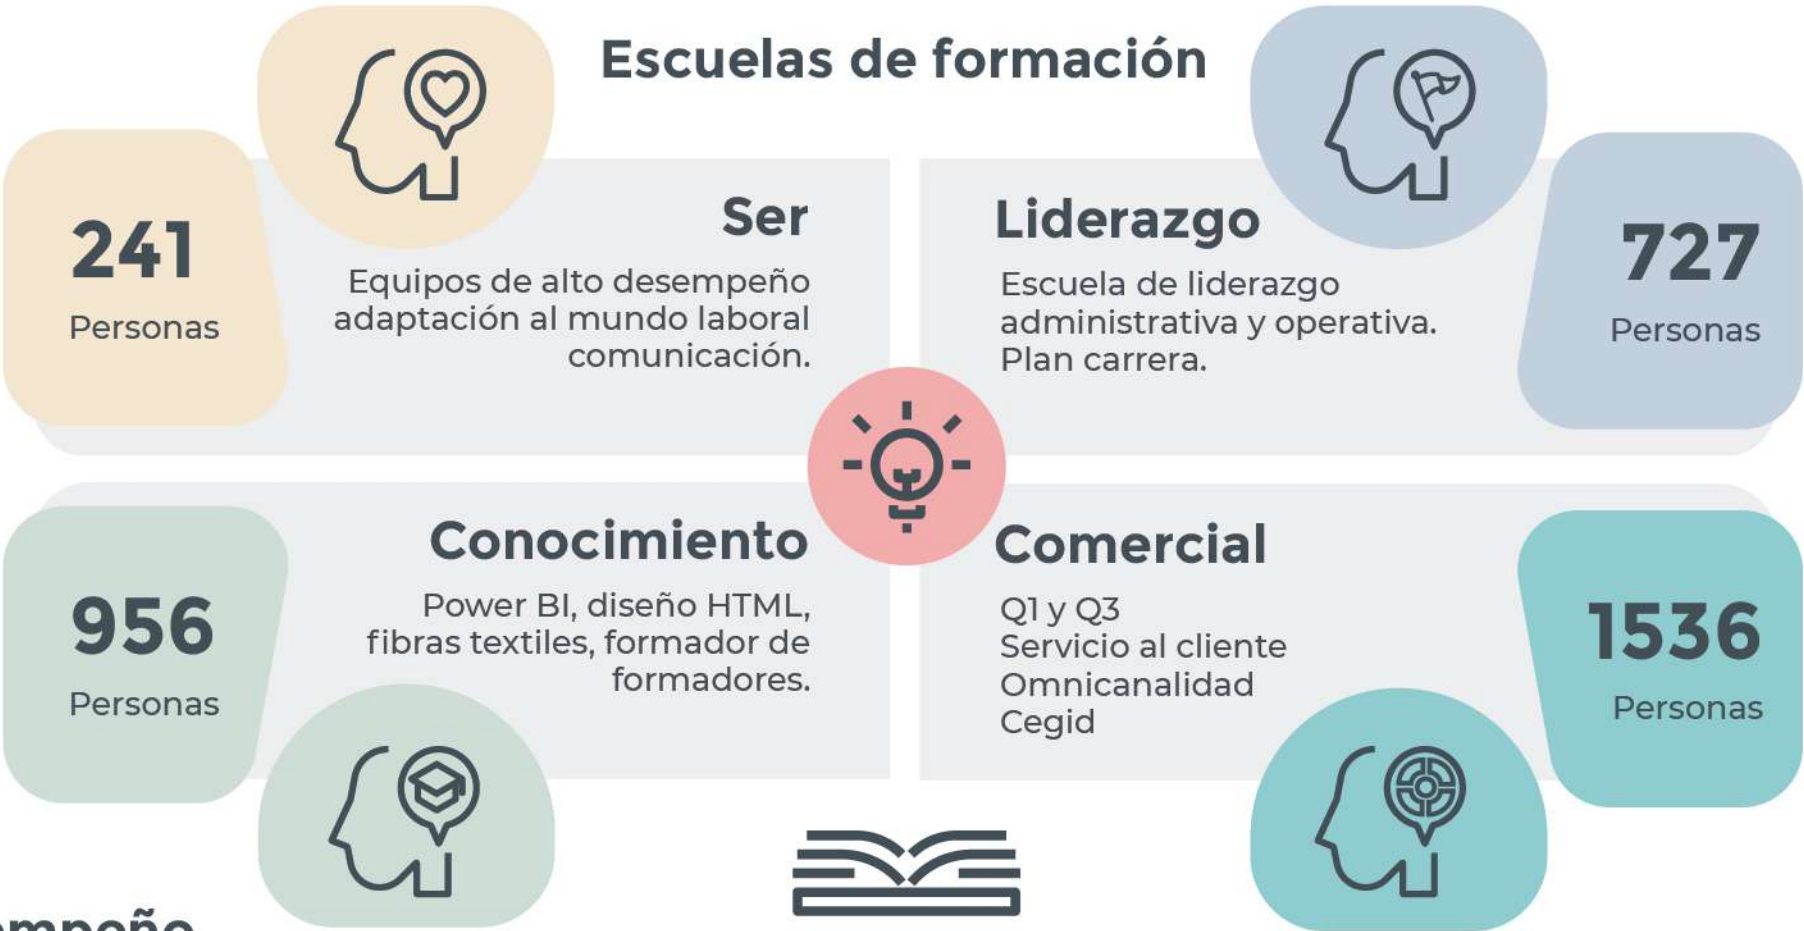 Escuelas de formación
241
Personas
Ser
Equipos de alto desempeño
adaptación al mundo laboral
comunicación.
Liderazgo
Escuela de liderazgo
administrativa y operativa.
Plan carrera.
727
Personas
956
Personas
Conocimiento
Power BI, diseño HTML,
fibras textiles, formador de
formadores.
Comercial
Q1 y Q3
Servicio al cliente
Omnicanalidad
Cegid
1536
Personas